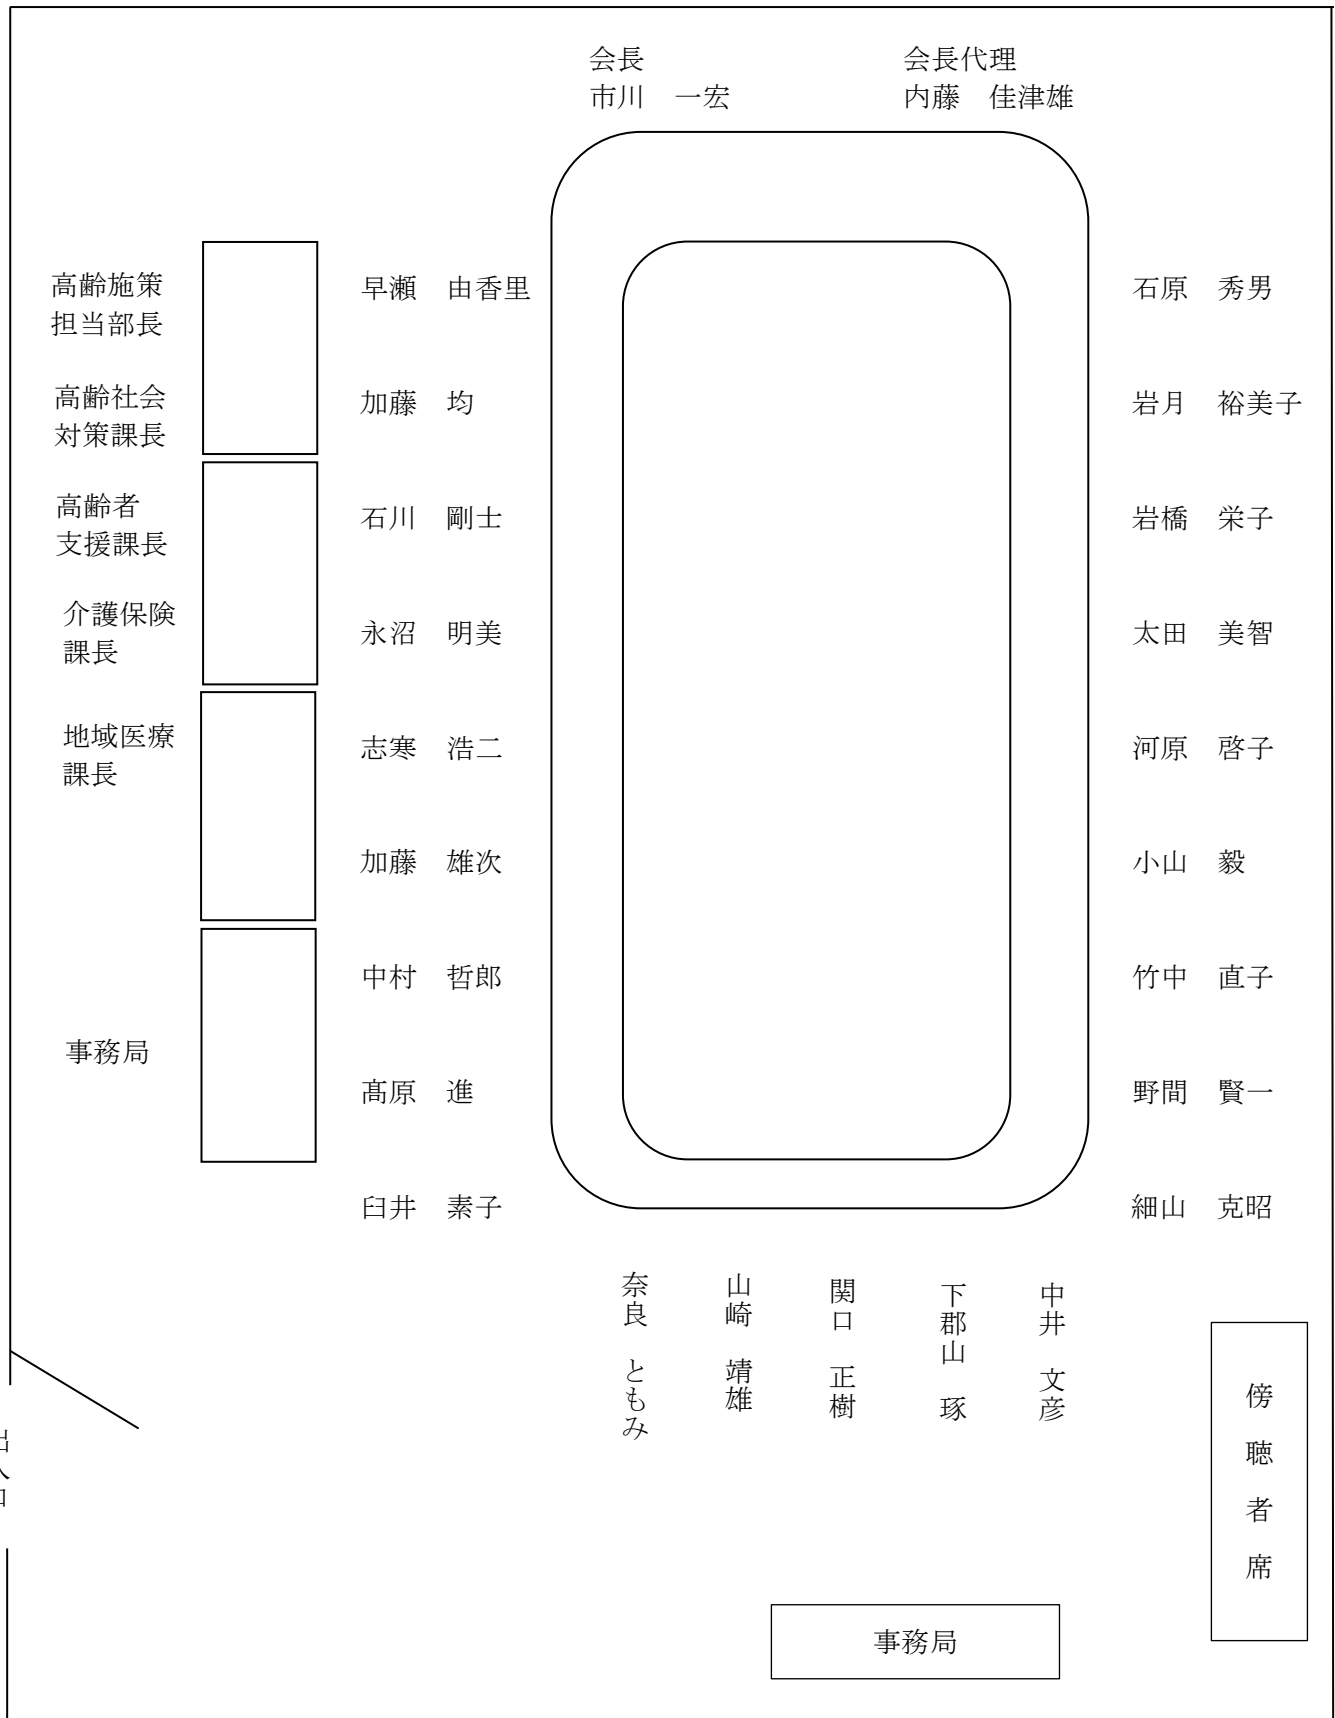 会長
市川　一宏
会長代理
内藤　佳津雄
高齢施策
担当部長
高齢社会
対策課長
高齢者
支援課長
介護保険
課長
地域医療
課長
事務局
早瀬　由香里
加藤　均
石川　剛士
永沼　明美
志寒　浩二
加藤　雄次
中村　哲郎
髙原　進
臼井　素子
石原　秀男
岩月　裕美子
岩橋　栄子
太田　美智
河原　啓子
小山　毅
竹中　直子
野間　賢一
細山　克昭
奈良　ともみ
山崎　靖雄
関口　正樹
下郡山　琢
中井　文彦
傍聴者席
出入口
事務局